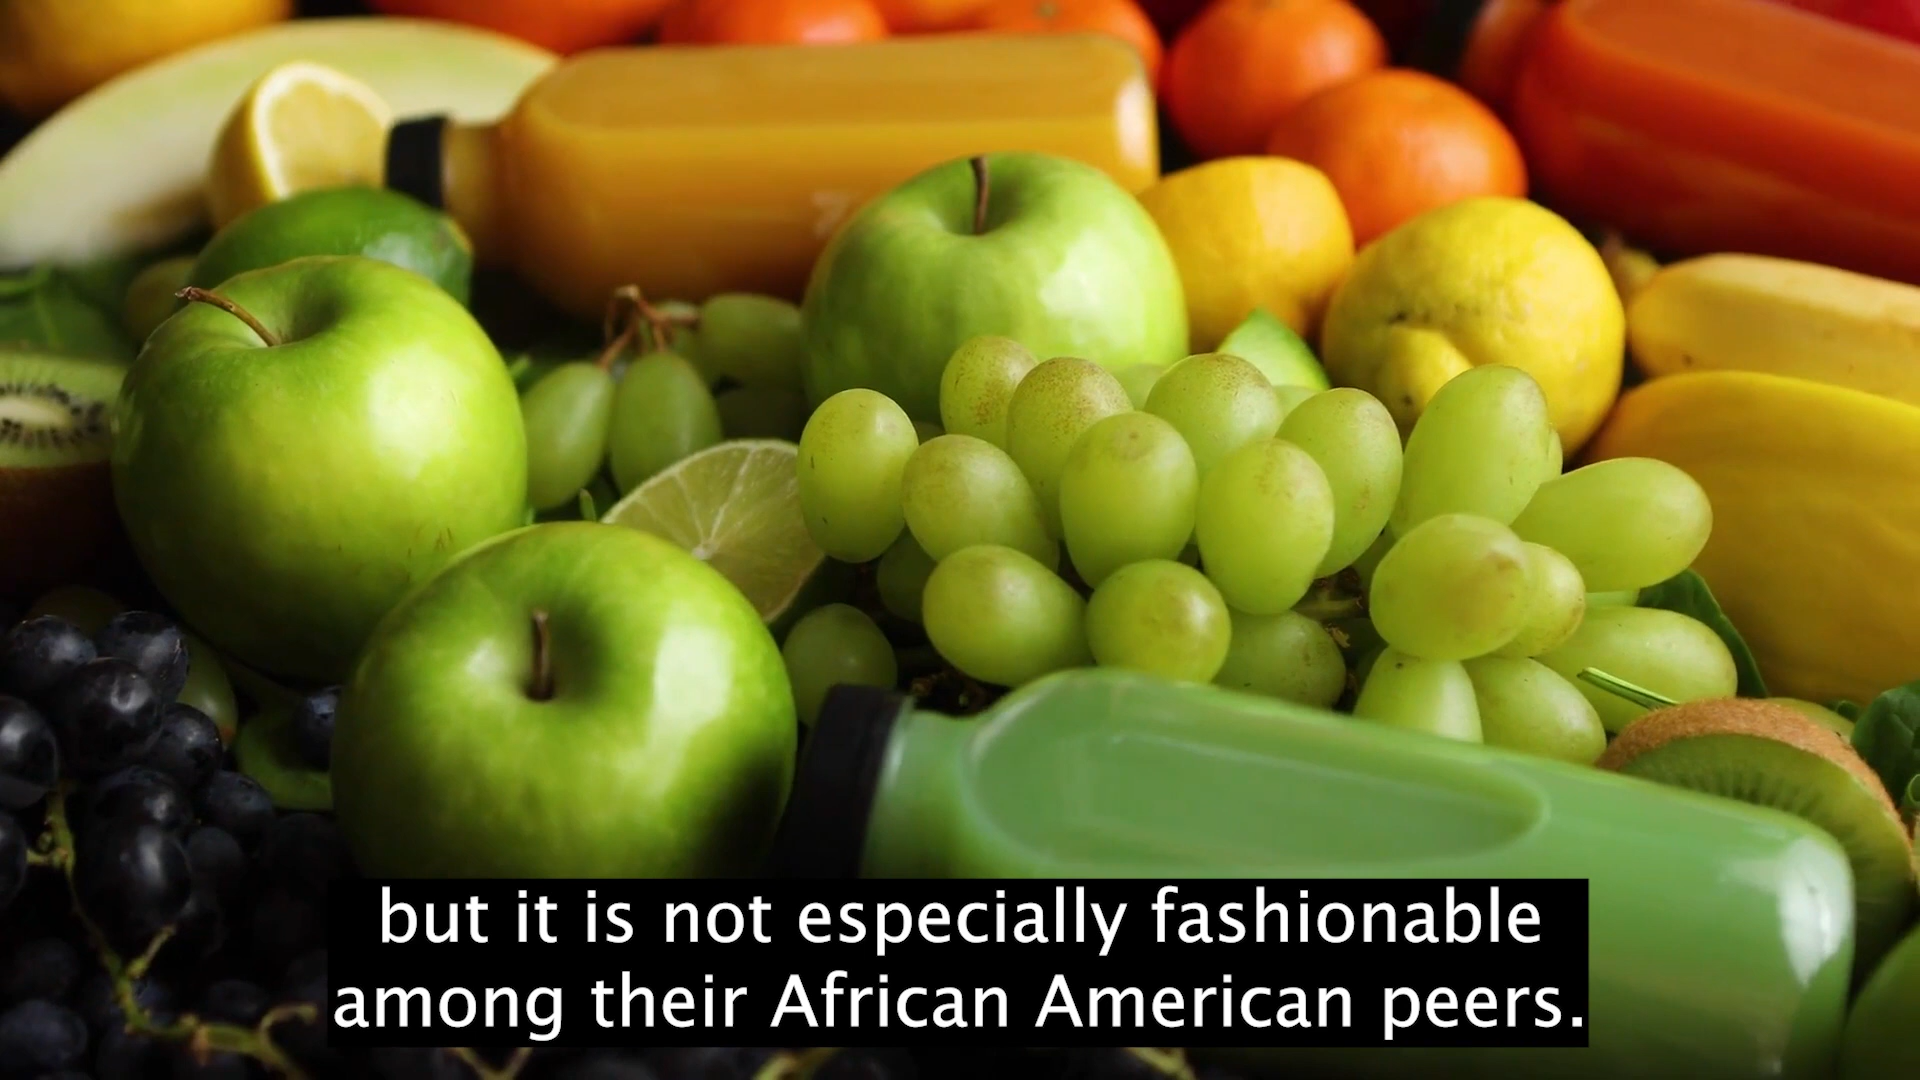 but it is not especially fashionable
among their African American peers.